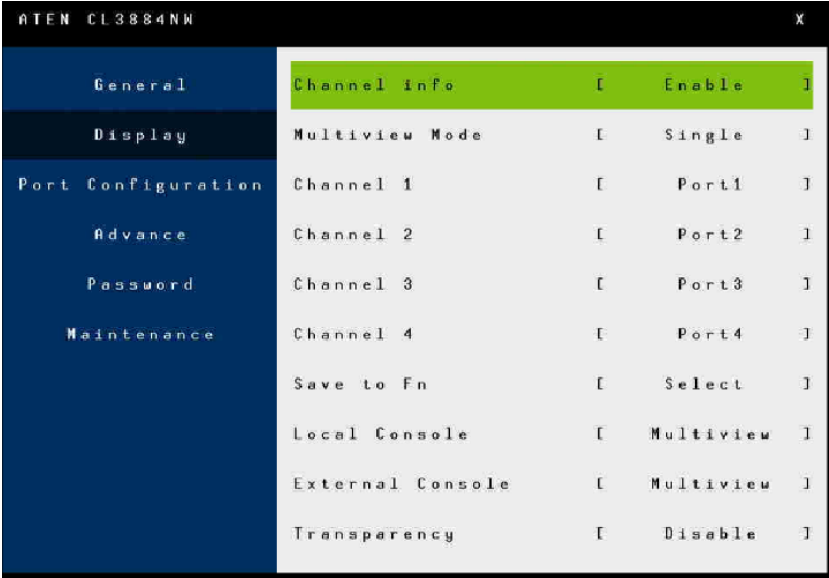 ATEN CL3884NW X
General
Display
Port Configuration
Advance
Password
Maintenance
Channel info [ Enable ]
Multiview Mode [ Single ]
Channel 1 [ Port1 ]
Channel 2 [ Port2 ]
Channel 3 [ Port3 ]
Channel 4 [ Port4 ]
Save to Fn [ Select ]
Local Console [ Multiview ]
External Console [ Multiview ]
Transparency [ Disable ]